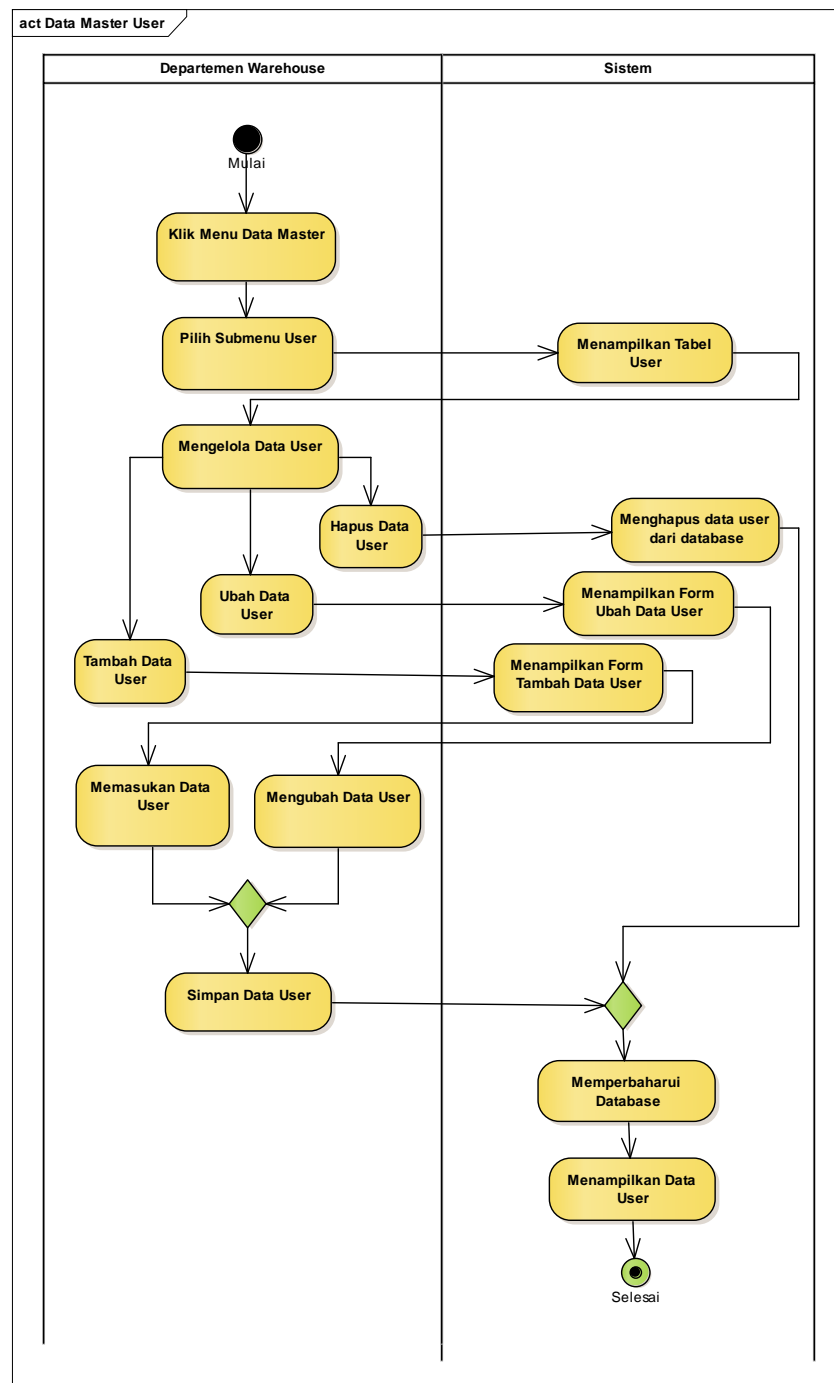 act Data Master User
Departemen Warehouse
Sistem
Mulai
Klik Menu Data Master
Pilih Submenu User
Menampilkan Tabel
User
Mengelola Data User
Hapus Data
User
Menghapus data user
dari database
Ubah Data
User
Menampilkan Form
Ubah Data User
Tambah Data
User
Menampilkan Form
Tambah Data User
Memasukan Data
User
Mengubah Data User
Simpan Data User
Memperbaharui
Database
Menampilkan Data
User
Selesai